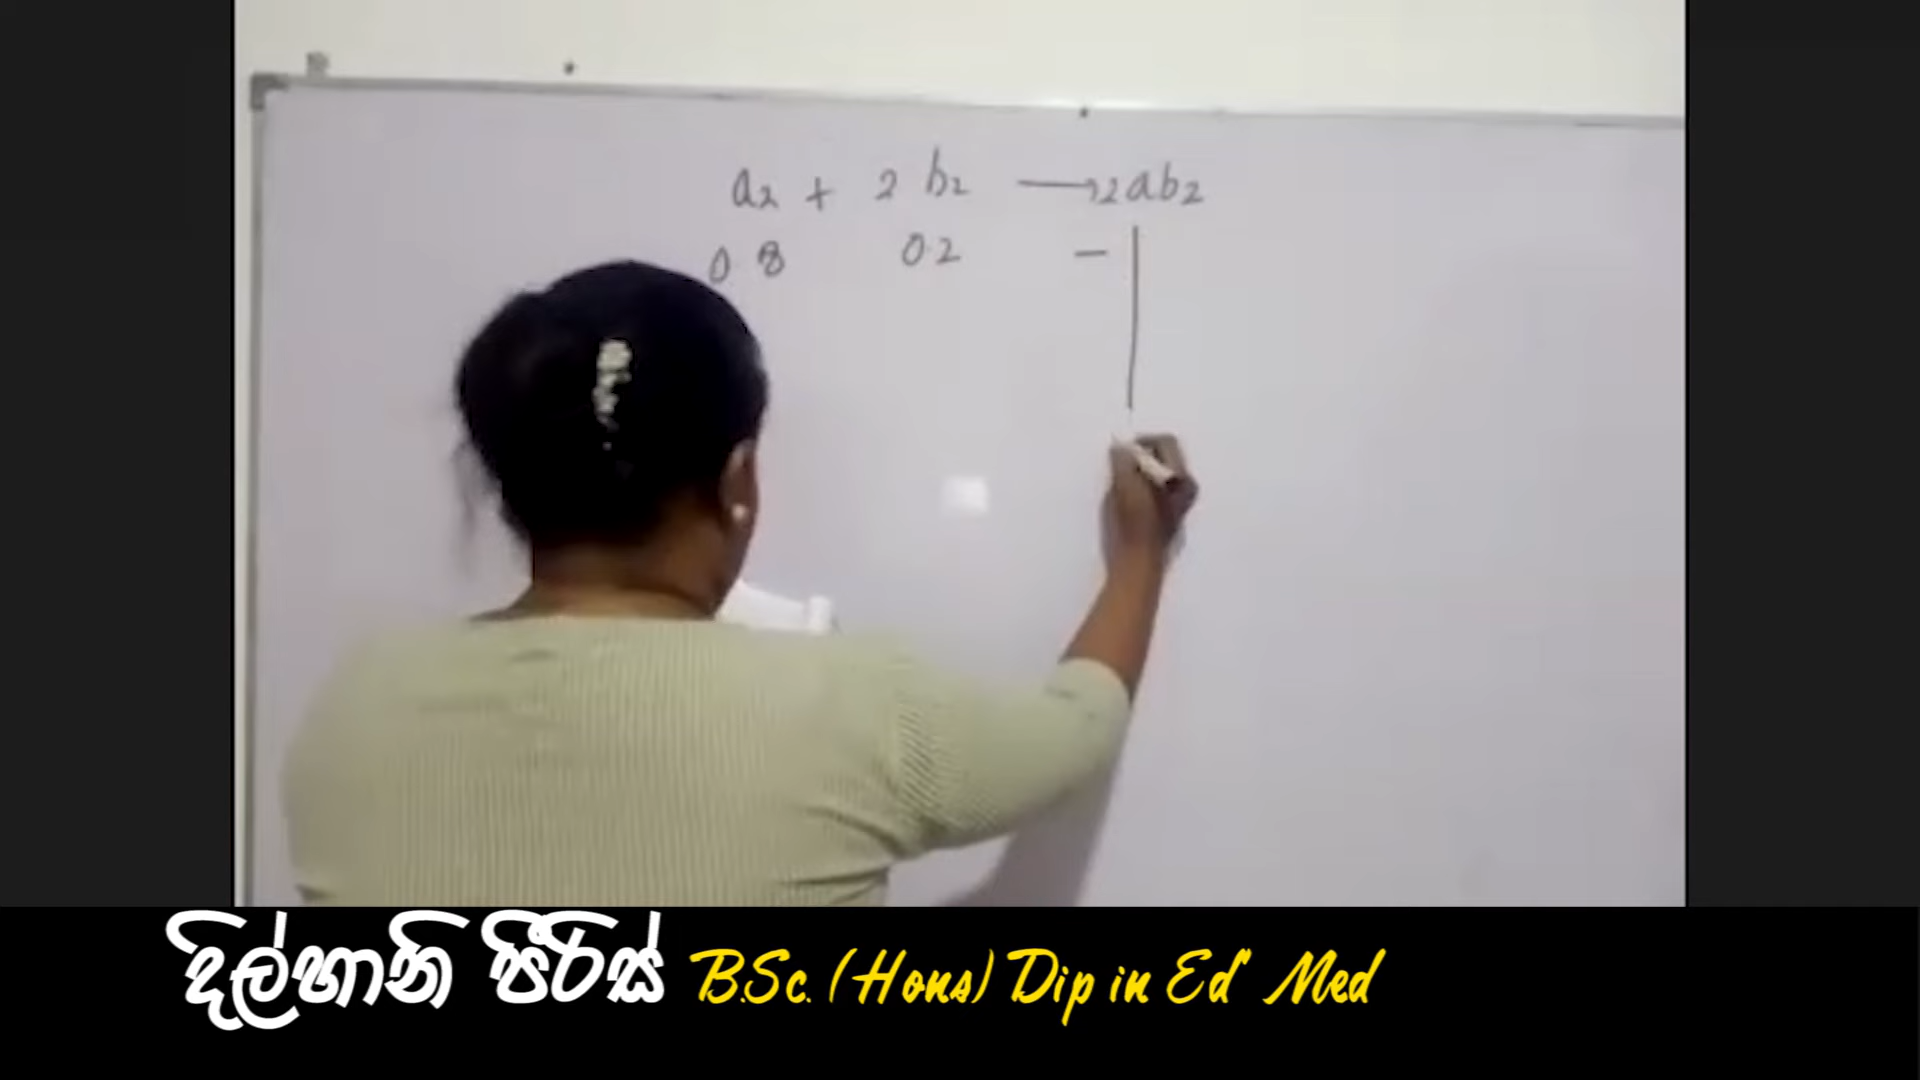 a₂ + 2 b₂ → 2ab₂
0.8 0.2 –
දිල්හානි පීරිස් B.Sc. (Hons) Dip in Ed Med